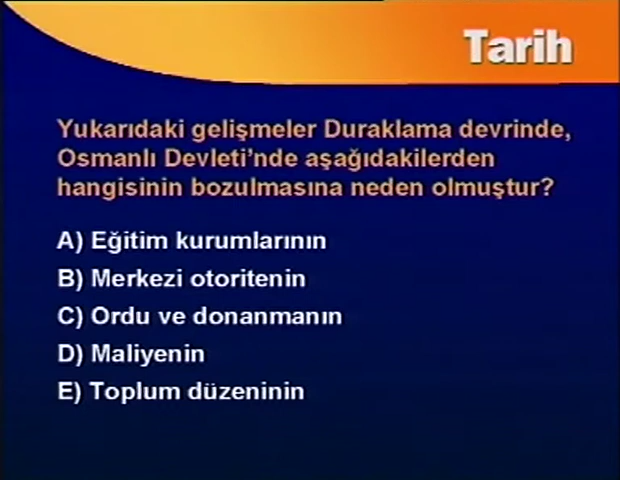 Tarih
Yukarıdaki gelişmeler Duraklama devrinde,
Osmanlı Devleti'nde aşağıdakilerden
hangisinin bozulmasına neden olmuştur?
A) Eğitim kurumlarının
B) Merkezi otoritenin
C) Ordu ve donanmanın
D) Maliyenin
E) Toplum düzeninin